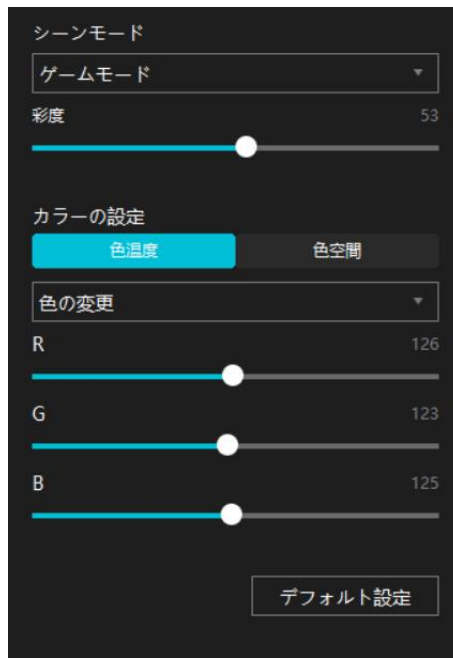 シーンモード
ゲームモード
彩度 53
カラーの設定
色温度 色空間
色の変更
R 126
G 123
B 125
デフォルト設定